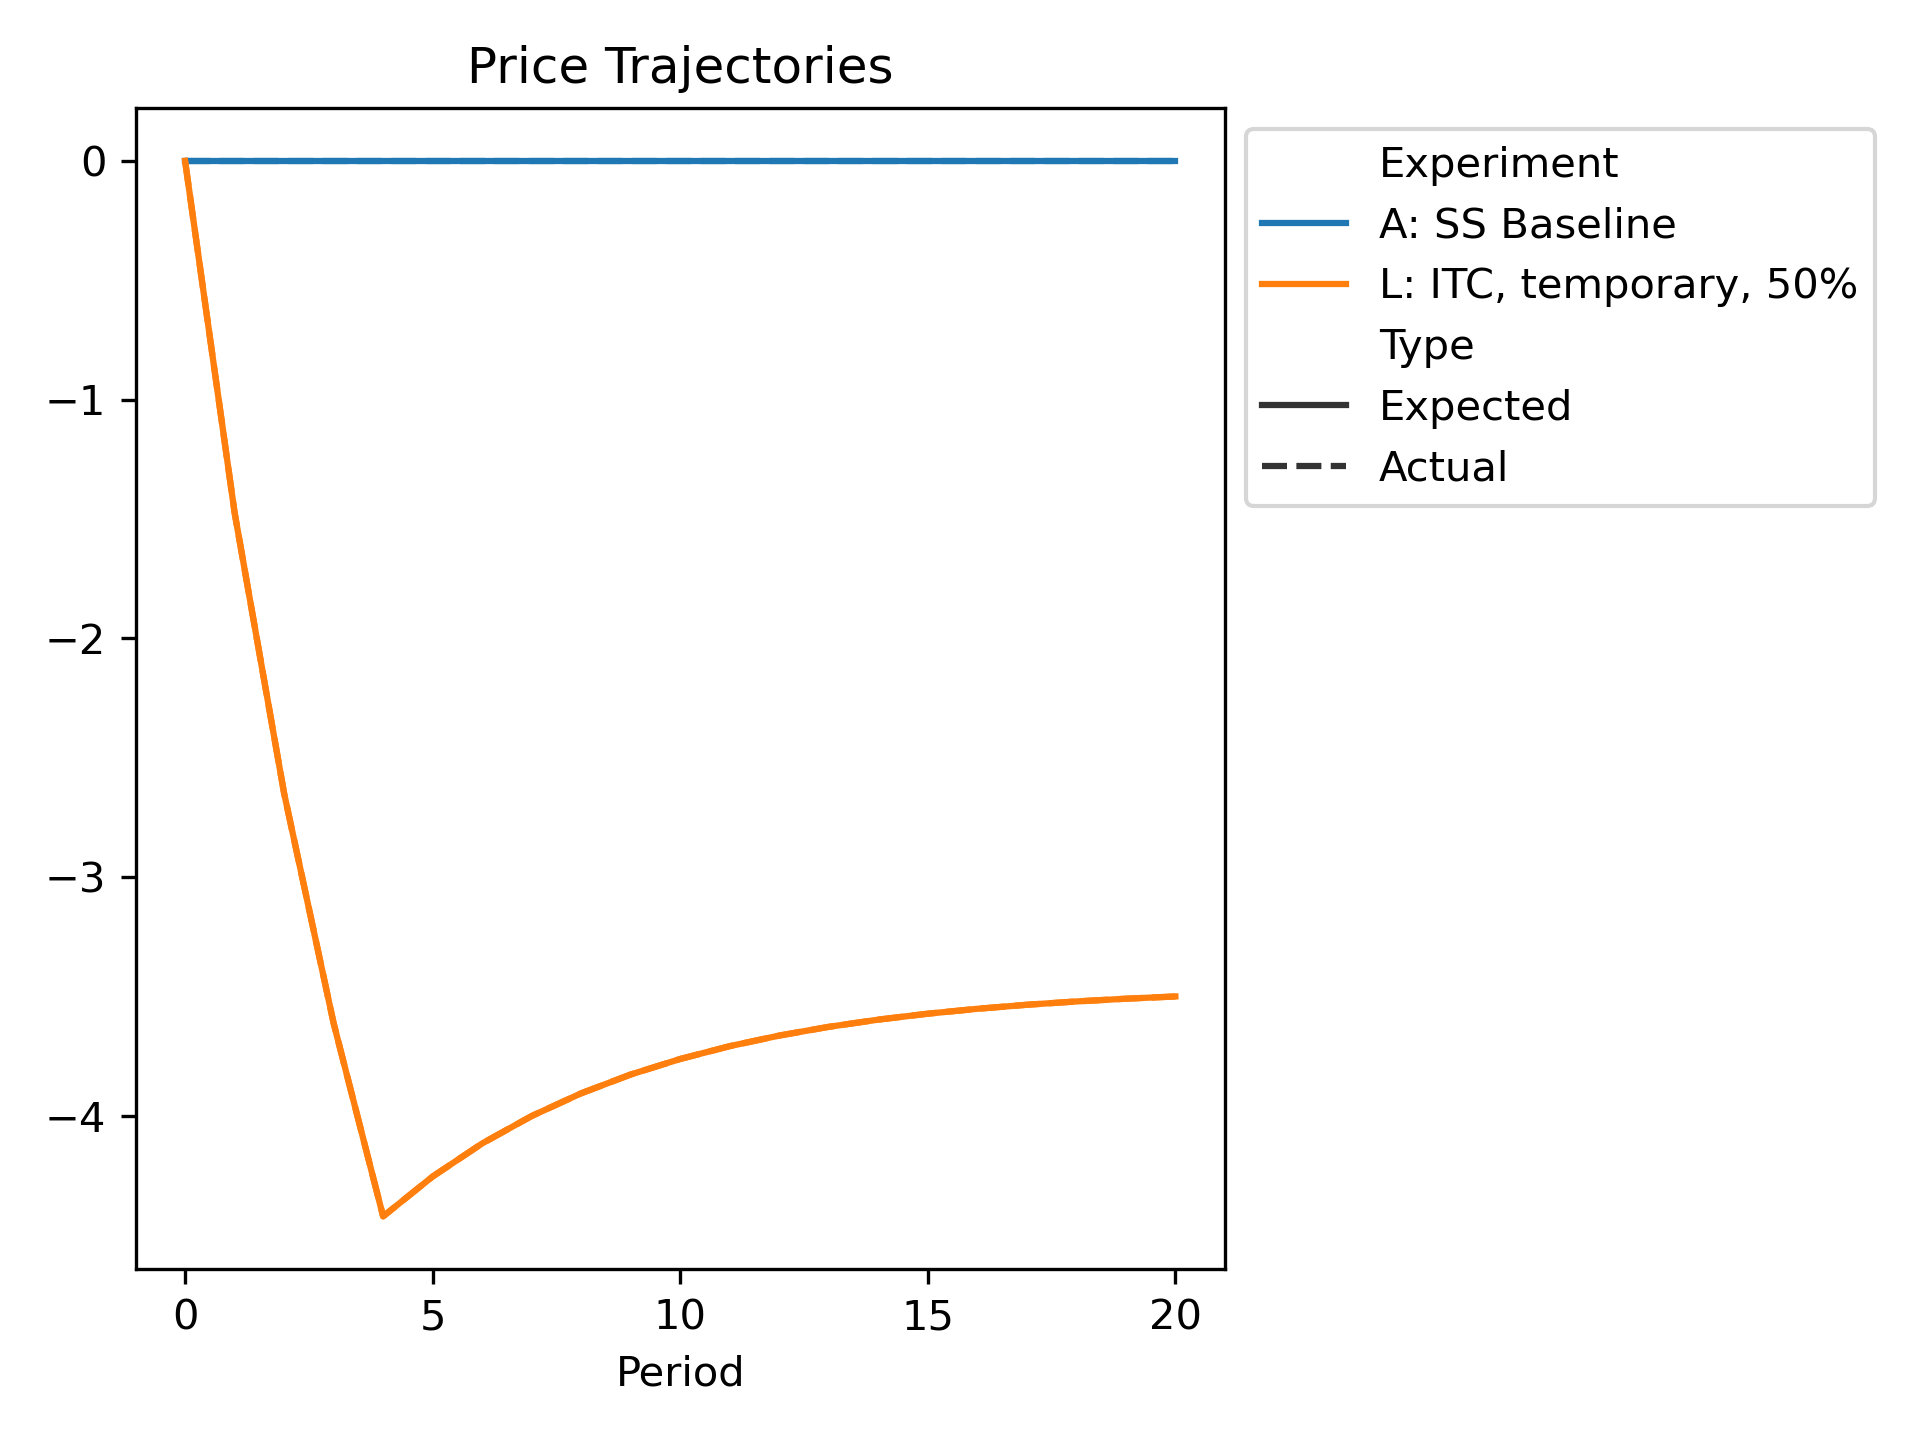 Price Trajectories
0
−1
−2
−3
−4
0
5
10
15
20
Period
Experiment
A: SS Baseline
L: ITC, temporary, 50%
Type
Expected
Actual